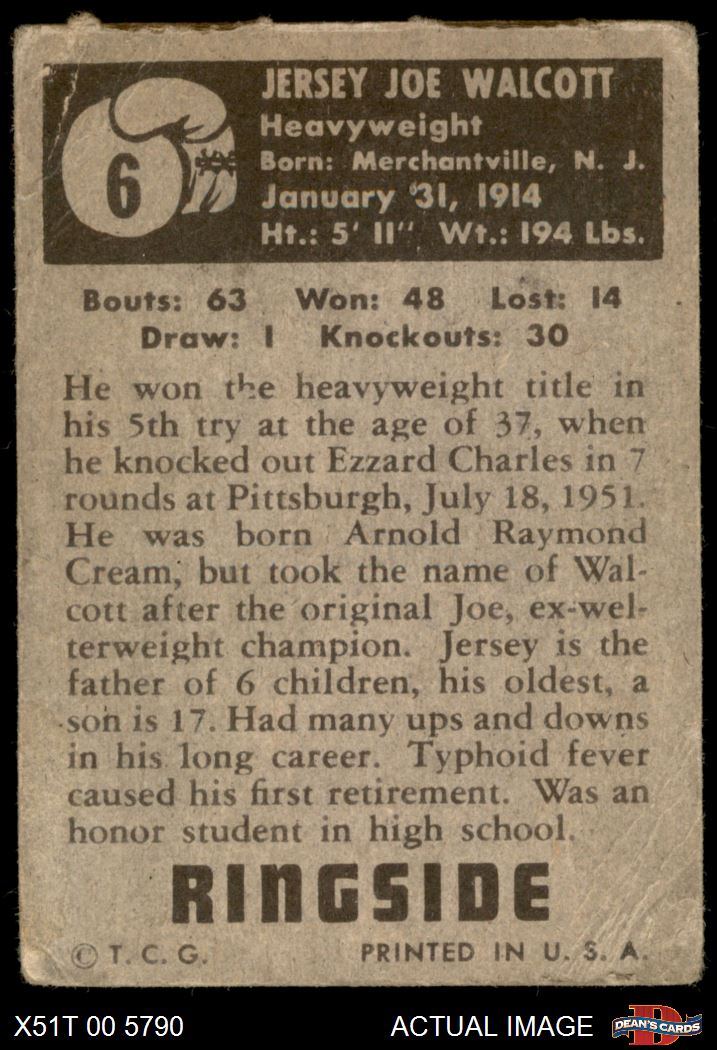 6
JERSEY JOE WALCOTT
Heavyweight
Born: Merchantville, N. J.
January 31, 1914
Ht.: 5' 11" Wt.: 194 Lbs.
Bouts: 63 Won: 48 Lost: 14
Draw: 1 Knockouts: 30
He won the heavyweight title in
his 5th try at the age of 37, when
he knocked out Ezzard Charles in 7
rounds at Pittsburgh, July 18, 1951.
He was born Arnold Raymond
Cream, but took the name of Wal-
cott after the original Joe, ex-wel-
terweight champion. Jersey is the
father of 6 children, his oldest, a
son is 17. Had many ups and downs
in his long career. Typhoid fever
caused his first retirement. Was an
honor student in high school.
RINGSIDE
© T. C. G. PRINTED IN U. S. A.
X51T 00 5790 ACTUAL IMAGE DEAN'S CARDS